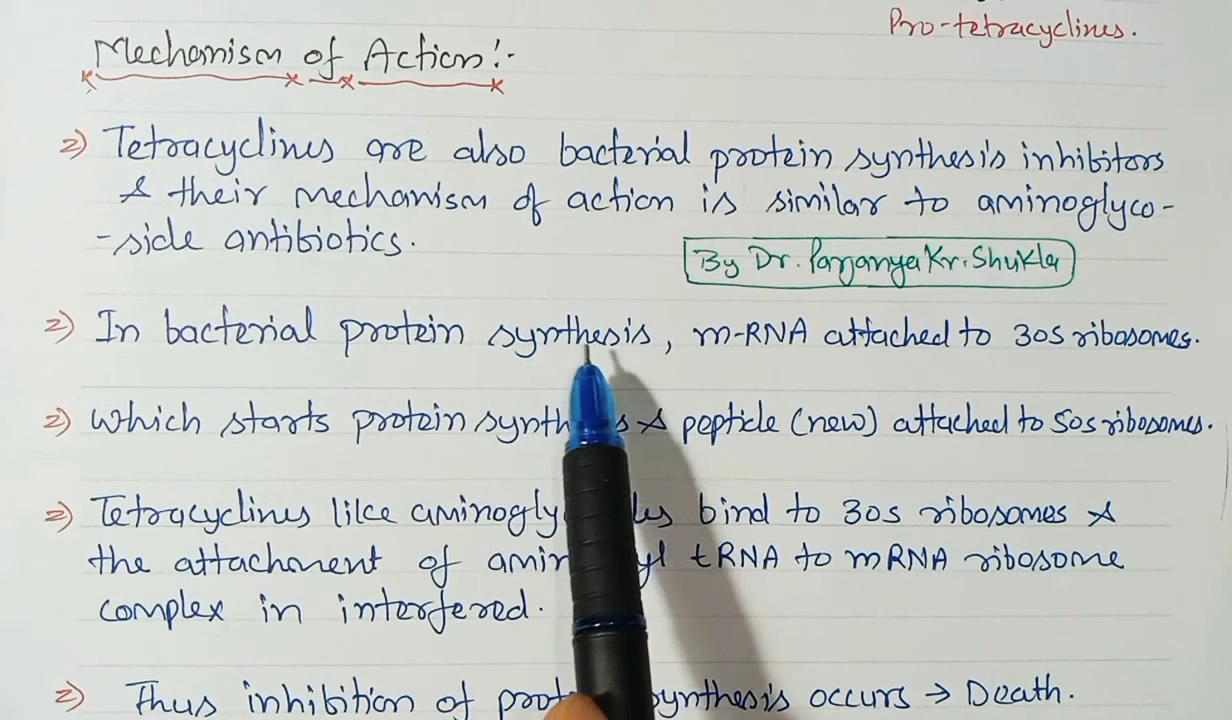 Pro-tetracyclines.
Mechanism of Action:-
Tetracyclines are also bacterial protein synthesis inhibitors
& their mechanism of action is similar to aminoglyco-
-side antibiotics.
By Dr. Parjanya Kr. Shukla
In bacterial protein synthesis, m-RNA attached to 30s ribosomes.
Which starts protein synth s & peptide (new) attached to 50s ribosomes.
Tetracyclines like aminogly des bind to 30s ribosomes &
the attachment of amin yl tRNA to mRNA ribosome
complex in interfered.
Thus inhibition of prot synthesis occurs → Death.